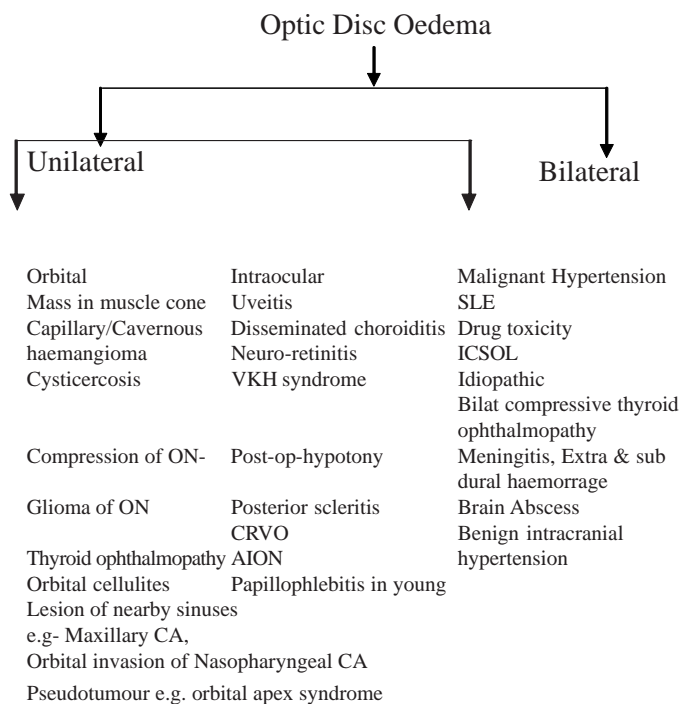 Optic Disc Oedema
Unilateral
Bilateral
Orbital
Mass in muscle cone
Capillary/Cavernous
haemangioma
Cysticercosis
Compression of ON-
Glioma of ON
Thyroid ophthalmopathy
Orbital cellulites
Lesion of nearby sinuses
e.g- Maxillary CA,
Orbital invasion of Nasopharyngeal CA
Pseudotumour e.g. orbital apex syndrome
Intraocular
Uveitis
Disseminated choroiditis
Neuro-retinitis
VKH syndrome
Post-op-hypotony
Posterior scleritis
CRVO
AION
Papillophlebitis in young
Malignant Hypertension
SLE
Drug toxicity
ICSOL
Idiopathic
Bilat compressive thyroid
ophthalmopathy
Meningitis, Extra & sub
dural haemorrage
Brain Abscess
Benign intracranial
hypertension